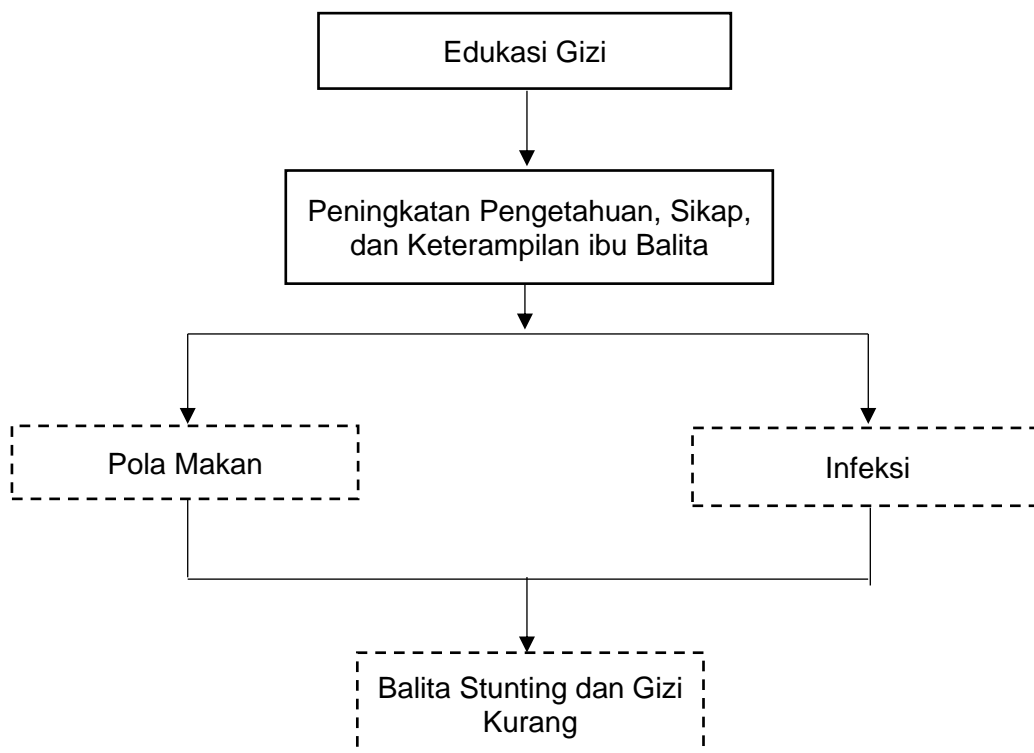 Edukasi Gizi
Peningkatan Pengetahuan, Sikap,
dan Keterampilan ibu Balita
Pola Makan
Infeksi
Balita Stunting dan Gizi
Kurang